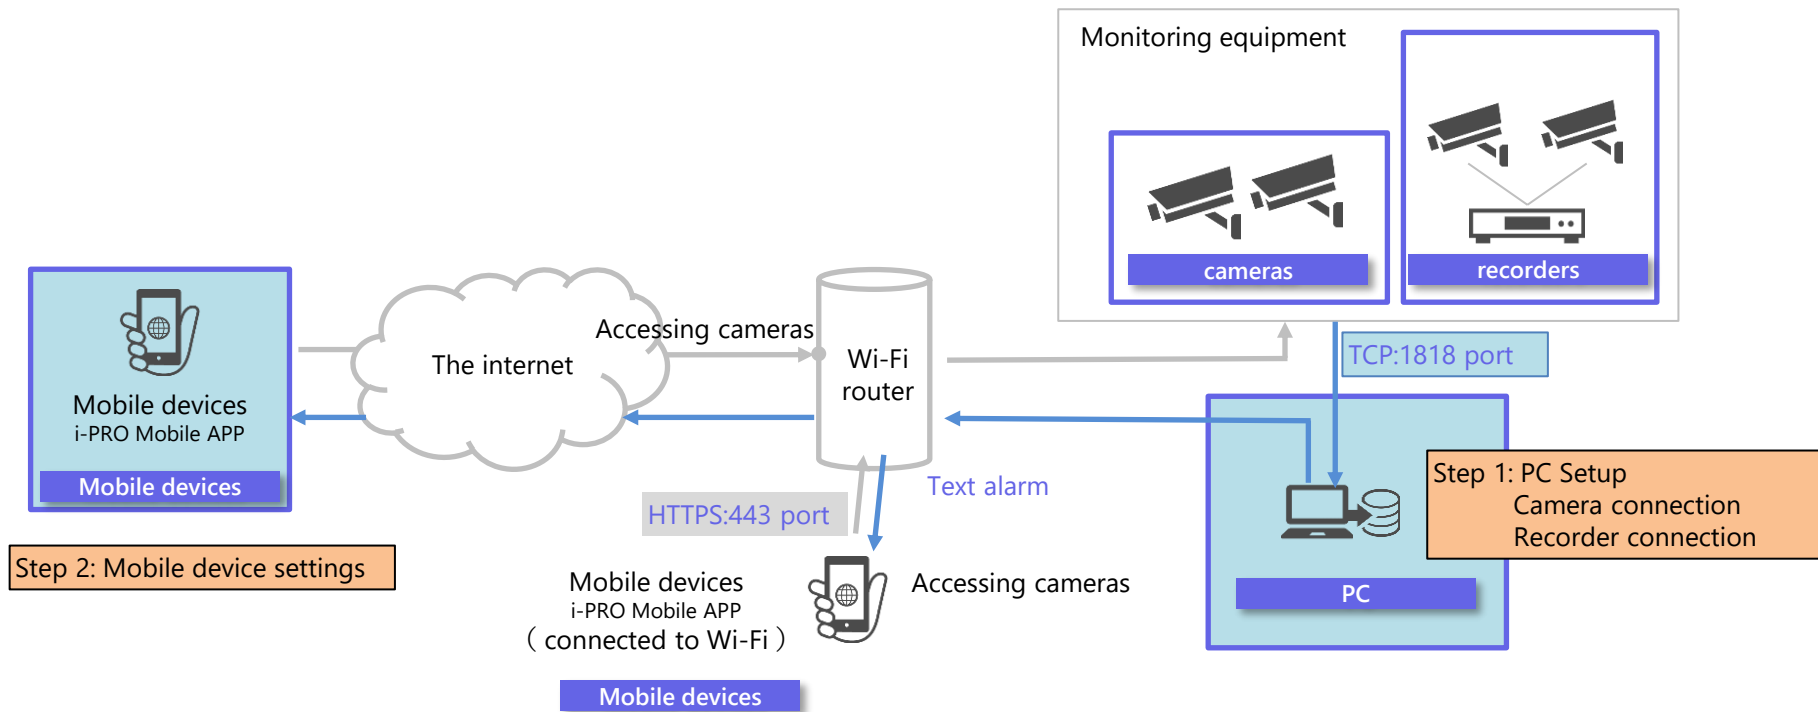 Monitoring equipment
cameras
recorders
Accessing cameras
The internet
Wi-Fi
router
TCP:1818 port
Mobile devices
i-PRO Mobile APP
Mobile devices
Step 2: Mobile device settings
HTTPS:443 port
Text alarm
Mobile devices
i-PRO Mobile APP
（ connected to Wi-Fi ）
Mobile devices
Accessing cameras
Step 1: PC Setup
Camera connection
Recorder connection
PC